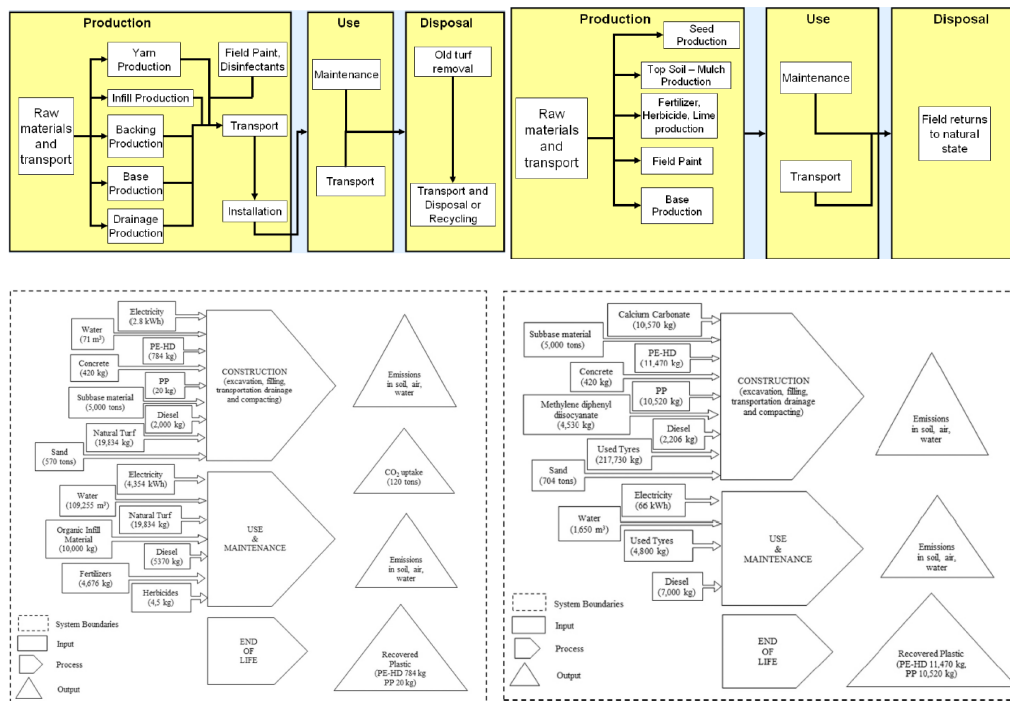 Production
Use
Disposal
Yarn
Production
Field Paint,
Disinfectants
Infill Production
Raw
materials
and
transport
Backing
Production
Transport
Base
Production
Drainage
Production
Installation
Maintenance
Transport
Old turf
removal
Transport and
Disposal or
Recycling
Production
Use
Disposal
Seed
Production
Top Soil – Mulch
Production
Raw
materials
and
transport
Fertilizer,
Herbicide, Lime
production
Field Paint
Base
Production
Maintenance
Transport
Field returns
to natural
state
Electricity
(2.8 kWh)
Water
(71 m³)
PE-HD
(784 kg)
Concrete
(420 kg)
PP
(20 kg)
Subbase material
(5,000 tons)
Diesel
(2,000 kg)
Natural Turf
(19,834 kg)
Sand
(570 tons)
CONSTRUCTION
(excavation, filling,
transportation drainage
and compacting)
Emissions
in soil, air,
water
CO₂ uptake
(120 tons)
Electricity
(4,354 kWh)
Water
(109,255 m³)
Natural Turf
(19,834 kg)
Organic Infill
Material
(10,000 kg)
Diesel
(5370 kg)
Fertilizers
(4,676 kg)
Herbicides
(4,5 kg)
USE
&
MAINTENANCE
Emissions
in soil, air,
water
System Boundaries
Input
Process
Output
END
OF
LIFE
Recovered
Plastic
(PE-HD 784 kg
PP 20 kg)
Calcium Carbonate
(10,570 kg)
Subbase material
(5,000 tons)
PE-HD
(11,470 kg)
Concrete
(420 kg)
PP
(10,520 kg)
Methylene diphenyl
diisocyanate
(4,530 kg)
Diesel
(2,206 kg)
Used Tyres
(217,730 kg)
Sand
(704 tons)
CONSTRUCTION
(excavation, filling,
transportation drainage
and compacting)
Emissions
in soil, air,
water
Electricity
(66 kWh)
Water
(1,650 m³)
Used Tyres
(4,800 kg)
Diesel
(7,000 kg)
USE
&
MAINTENANCE
Emissions
in soil, air,
water
System Boundaries
Input
Process
Output
END
OF
LIFE
Recovered Plastic
(PE-HD 11,470 kg,
PP 10,520 kg)